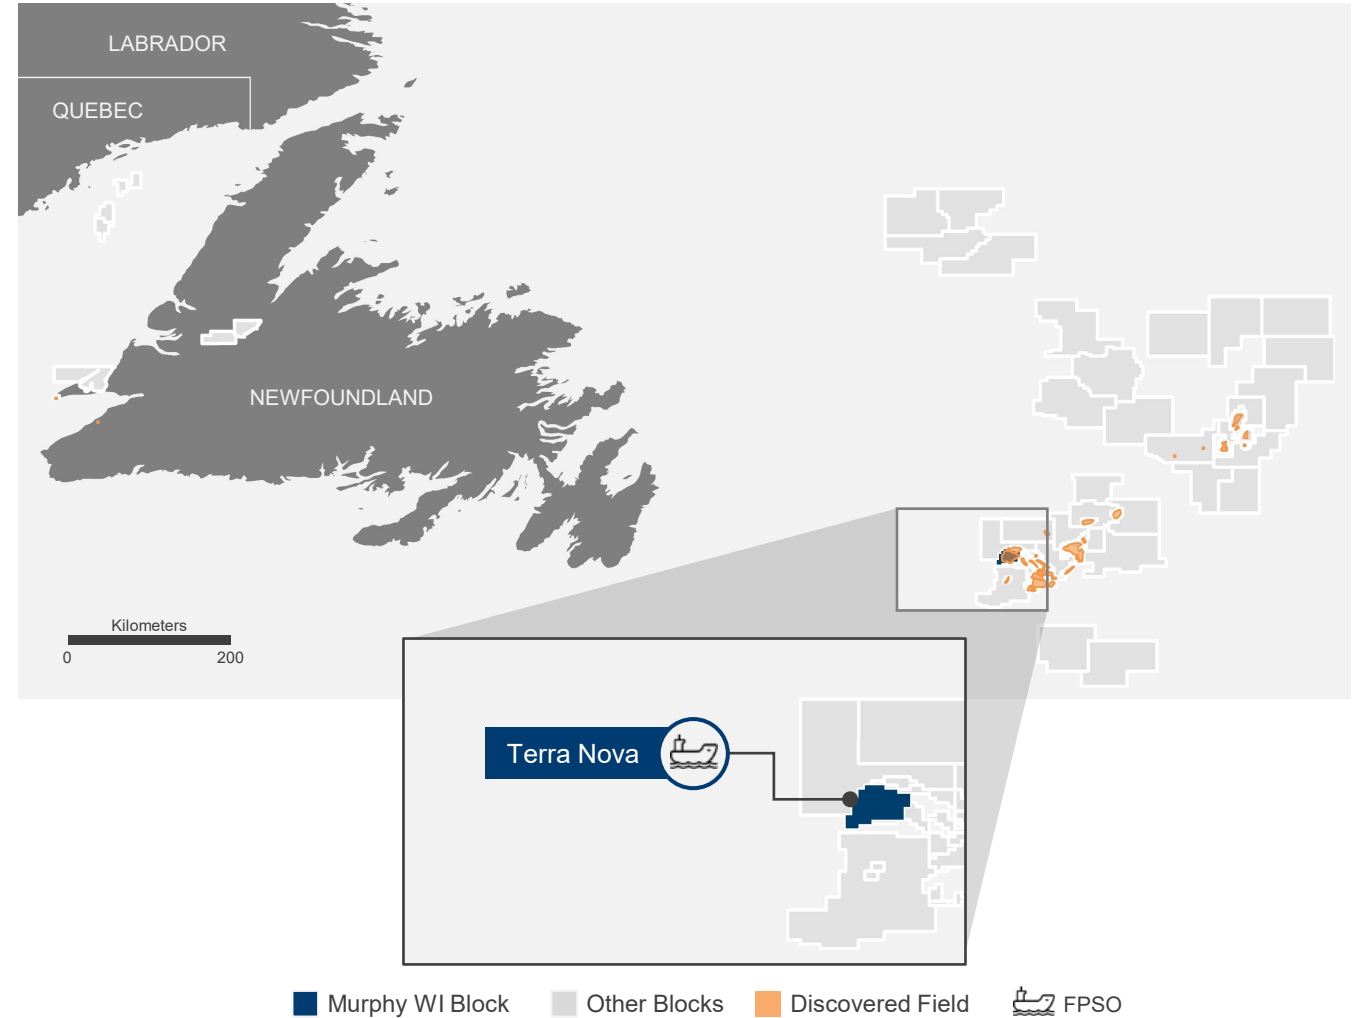 LABRADOR
QUEBEC
NEWFOUNDLAND
Kilometers
0 200
Terra Nova
Murphy WI Block Other Blocks Discovered Field FPSO